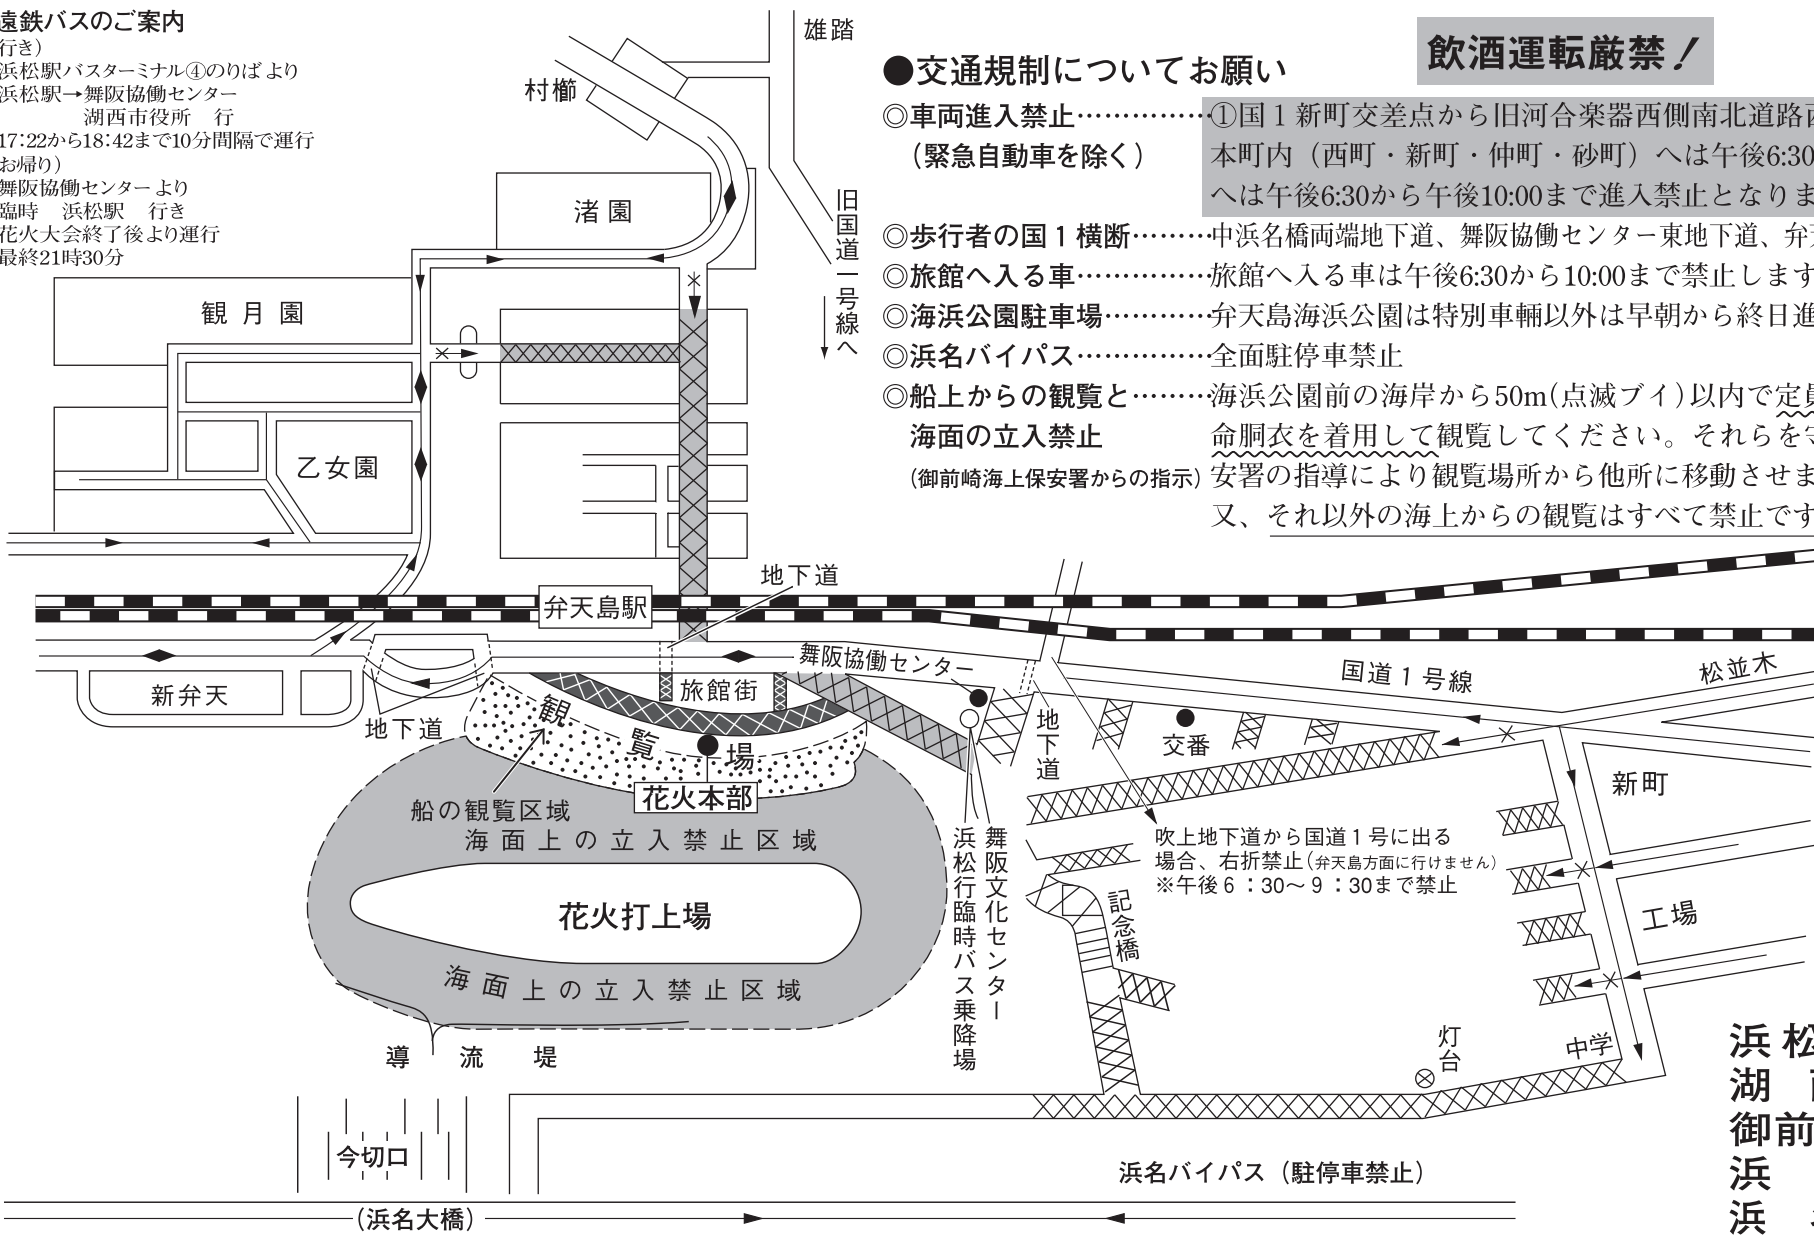 遠鉄バスのご案内
行き）
浜松駅バスターミナル④のりばより
浜松駅→舞阪協働センター
湖西市役所　行
17:22から18:42まで10分間隔で運行
お帰り）
舞阪協働センターより
臨時　浜松駅　行き
花火大会終了後より運行
最終21時30分
雄踏
村櫛
渚園
旧国道一号線へ
観月園
乙女園
飲酒運転厳禁！
●交通規制についてお願い
◎車両進入禁止……………①国１新町交差点から旧河合楽器西側南北道路西
（緊急自動車を除く）　本町内（西町・新町・仲町・砂町）へは午後6:30
へは午後6:30から午後10:00まで進入禁止となりま
◎歩行者の国１横断………中浜名橋両端地下道、舞阪協働センター東地下道、弁天
◎旅館へ入る車……………旅館へ入る車は午後6:30から10:00まで禁止します
◎海浜公園駐車場…………弁天島海浜公園は特別車輛以外は早朝から終日進
◎浜名バイパス……………全面駐停車禁止
◎船上からの観覧と………海浜公園前の海岸から50m(点滅ブイ)以内で定員
海面の立入禁止　命胴衣を着用して観覧してください。それらを守
(御前崎海上保安署からの指示)　安署の指導により観覧場所から他所に移動させま
又、それ以外の海上からの観覧はすべて禁止です
地下道
弁天島駅
舞阪協働センター
国道１号線
松並木
新弁天
地下道
旅館街
観覧場
地下道
交番
新町
花火本部
船の観覧区域
海面上の立入禁止区域
花火打上場
海面上の立入禁止区域
導流堤
舞阪文化センター
浜松行臨時バス乗降場
吹上地下道から国道１号に出る
場合、右折禁止(弁天島方面に行けません)
※午後６：30～９：30まで禁止
記念橋
工場
灯台
中学
今切口
浜名バイパス（駐停車禁止）
(浜名大橋)
浜松
湖
御前
浜
浜